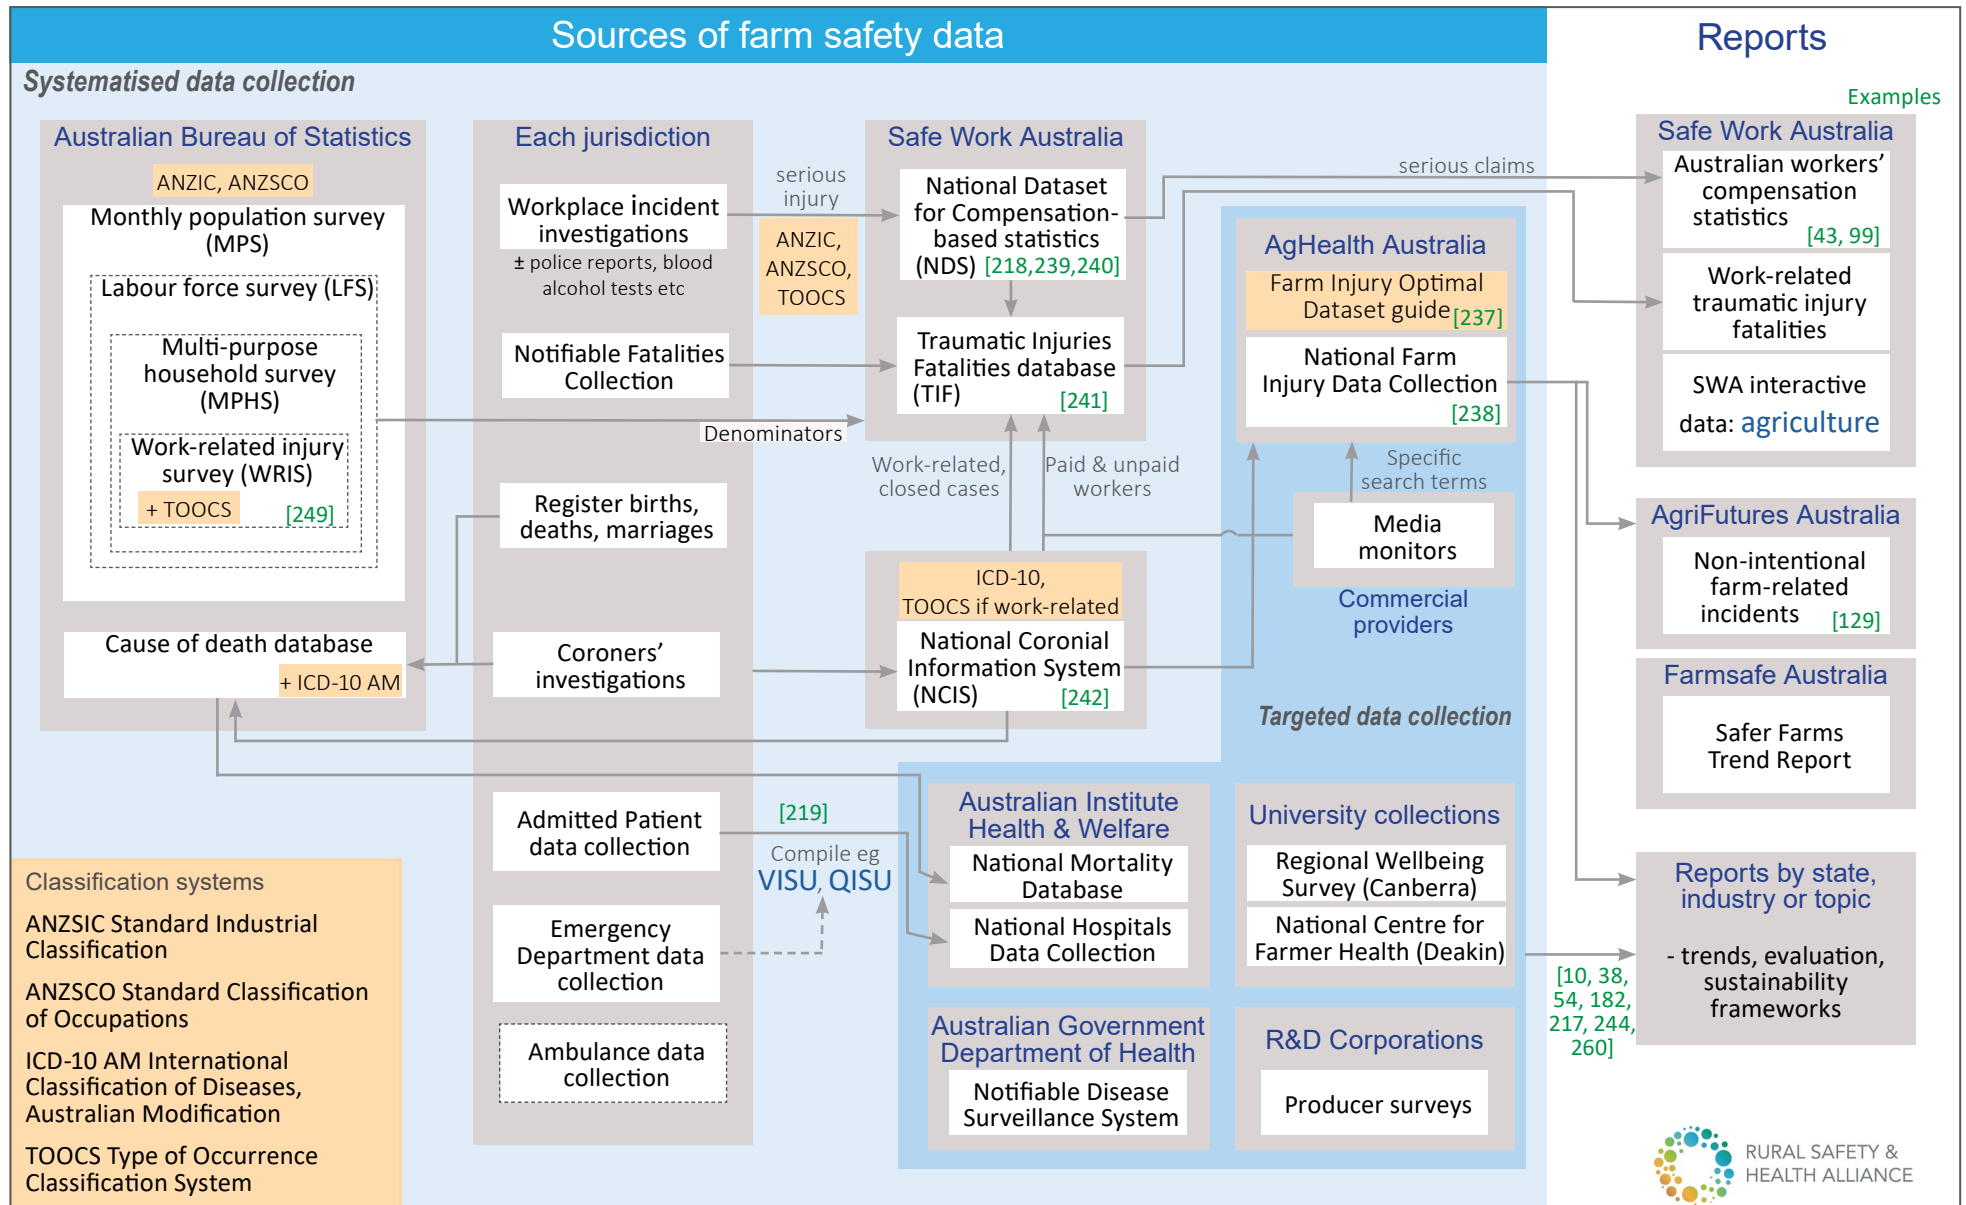 Sources of farm safety data
Reports
Systematised data collection
Examples
Australian Bureau of Statistics
ANZIC, ANZSCO
Monthly population survey
(MPS)
Labour force survey (LFS)
Multi-purpose
household survey
(MPHS)
Work-related injury
survey (WRIS)
+ TOOCS
[249]
Cause of death database
+ ICD-10 AM
Each jurisdiction
Workplace incident
investigations
± police reports, blood
alcohol tests etc
Notifiable Fatalities
Collection
Register births,
deaths, marriages
Coroners'
investigations
Admitted Patient
data collection
Emergency
Department data
collection
Ambulance data
collection
serious
injury
ANZIC,
ANZSCO,
TOOCS
Denominators
[219]
Compile eg
VISU, QISU
Safe Work Australia
National Dataset
for Compensation-
based statistics
(NDS) [218,239,240]
Traumatic Injuries
Fatalities database
(TIF)
[241]
Work-related,
closed cases
Paid & unpaid
workers
ICD-10,
TOOCS if work-related
National Coronial
Information System
(NCIS)
[242]
serious claims
AgHealth Australia
Farm Injury Optimal
Dataset guide [237]
National Farm
Injury Data Collection
[238]
Specific
search terms
Media
monitors
Commercial
providers
Targeted data collection
Australian Institute
Health & Welfare
National Mortality
Database
National Hospitals
Data Collection
University collections
Regional Wellbeing
Survey (Canberra)
National Centre for
Farmer Health (Deakin)
Australian Government
Department of Health
Notifiable Disease
Surveillance System
R&D Corporations
Producer surveys
Safe Work Australia
Australian workers'
compensation
statistics
[43, 99]
Work-related
traumatic injury
fatalities
SWA interactive
data: agriculture
AgriFutures Australia
Non-intentional
farm-related
incidents
[129]
Farmsafe Australia
Safer Farms
Trend Report
Reports by state,
industry or topic
- trends, evaluation,
sustainability
frameworks
[10, 38,
54, 182,
217, 244,
260]
Classification systems
ANZSIC Standard Industrial
Classification
ANZSCO Standard Classification
of Occupations
ICD-10 AM International
Classification of Diseases,
Australian Modification
TOOCS Type of Occurrence
Classification System
RURAL SAFETY &
HEALTH ALLIANCE